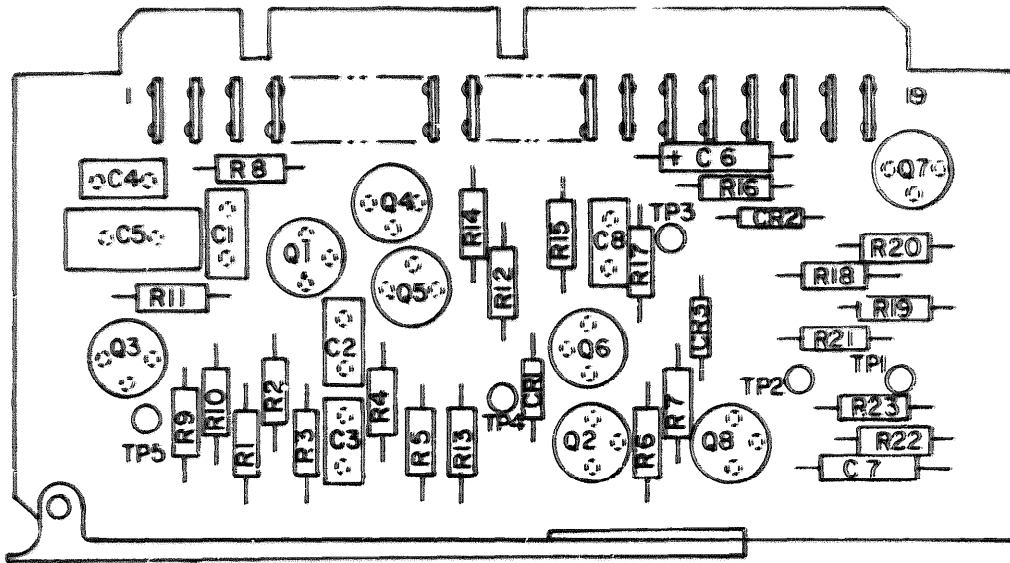 1
19
+ C6
C4
R8
R16
Q7
Q4
C5
C1
R14
R15
C8
R17
TP3
CR2
Q1
R20
R11
Q5
R12
R18
R19
Q3
C2
Q6
CR3
R21
TP1
TP2
R9
R10
R2
R4
CR1
R7
R23
TP5
TP4
R1
R3
C3
R5
R13
Q2
R6
Q8
R22
C7